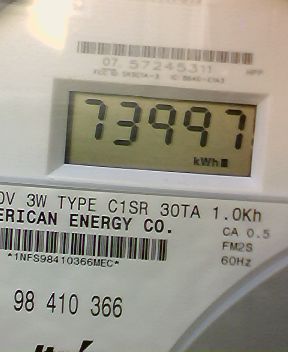 07 57245311
HPP
73997
kWh
0V 3W TYPE C1SR 30TA 1.0Kh
ERICAN ENERGY CO.
CA 0.5
FM2S
60Hz
*1NFS98410366MEC*
98 410 366